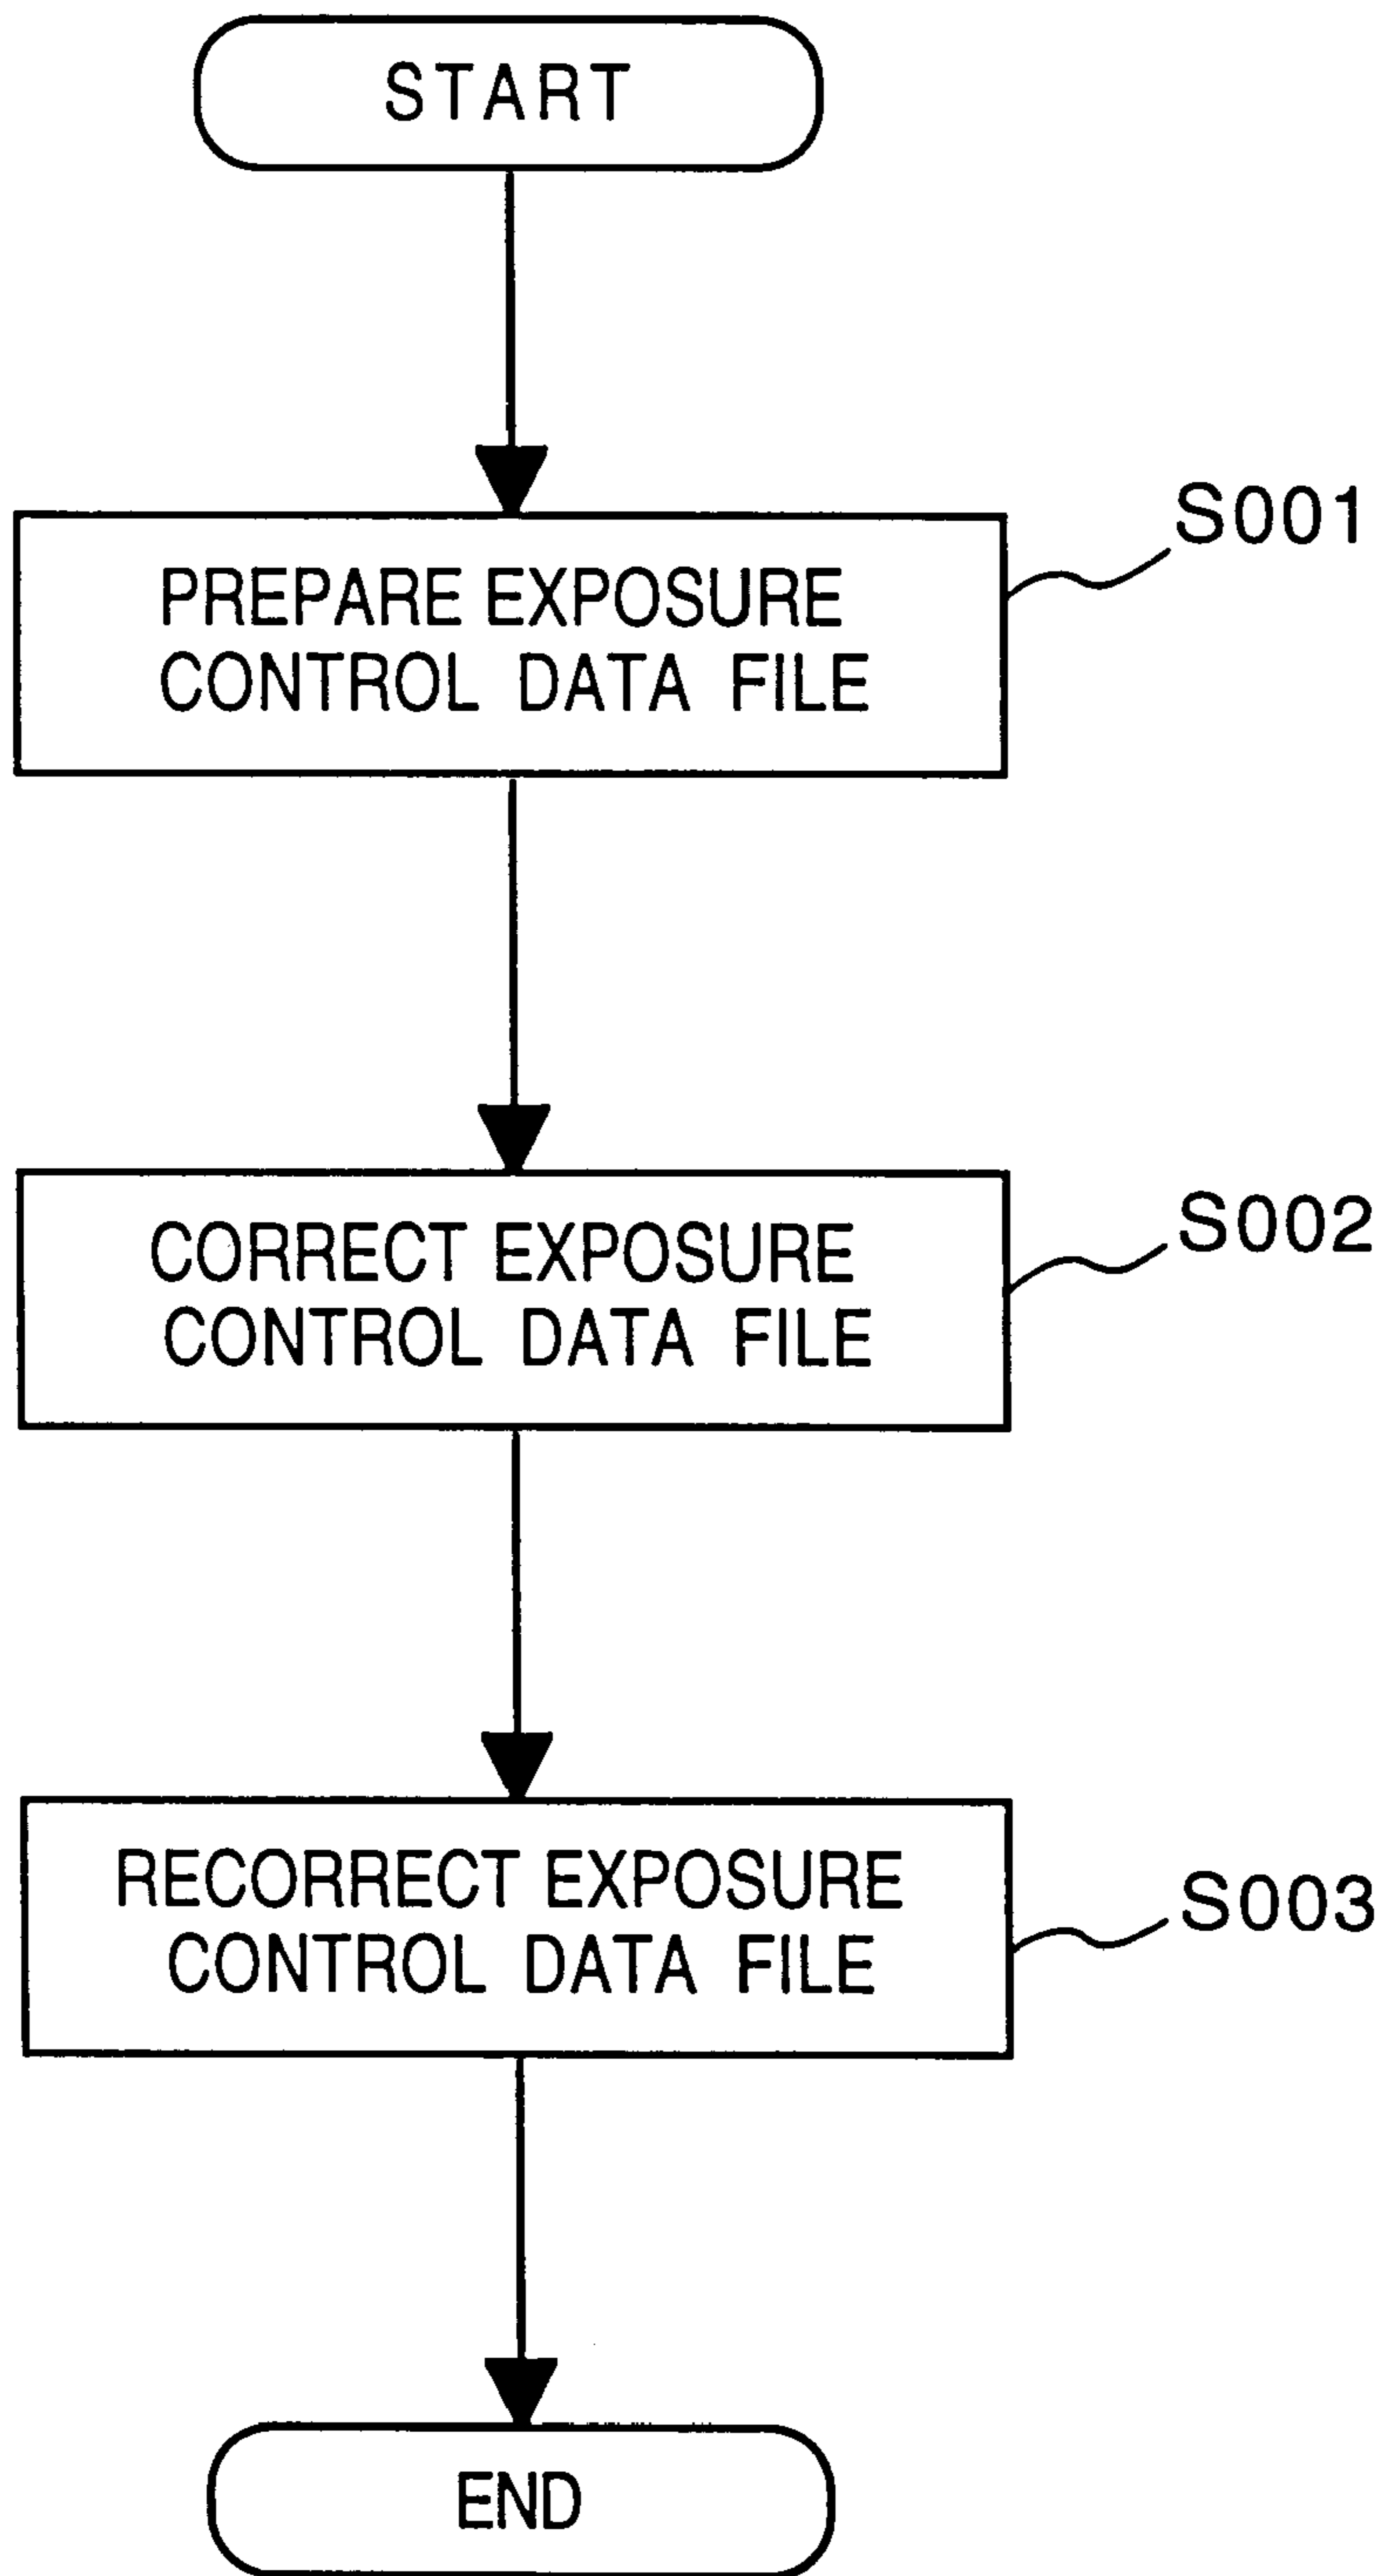 START
PREPARE EXPOSURE
CONTROL DATA FILE
S001
CORRECT EXPOSURE
CONTROL DATA FILE
S002
RECORRECT EXPOSURE
CONTROL DATA FILE
S003
END